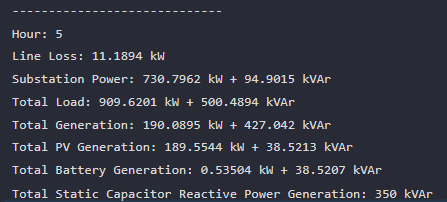 -----------------------------
Hour: 5
Line Loss: 11.1894 kW
Substation Power: 730.7962 kW + 94.9015 kVAr
Total Load: 909.6201 kW + 500.4894 kVAr
Total Generation: 190.0895 kW + 427.042 kVAr
Total PV Generation: 189.5544 kW + 38.5213 kVAr
Total Battery Generation: 0.53504 kW + 38.5207 kVAr
Total Static Capacitor Reactive Power Generation: 350 kVAr